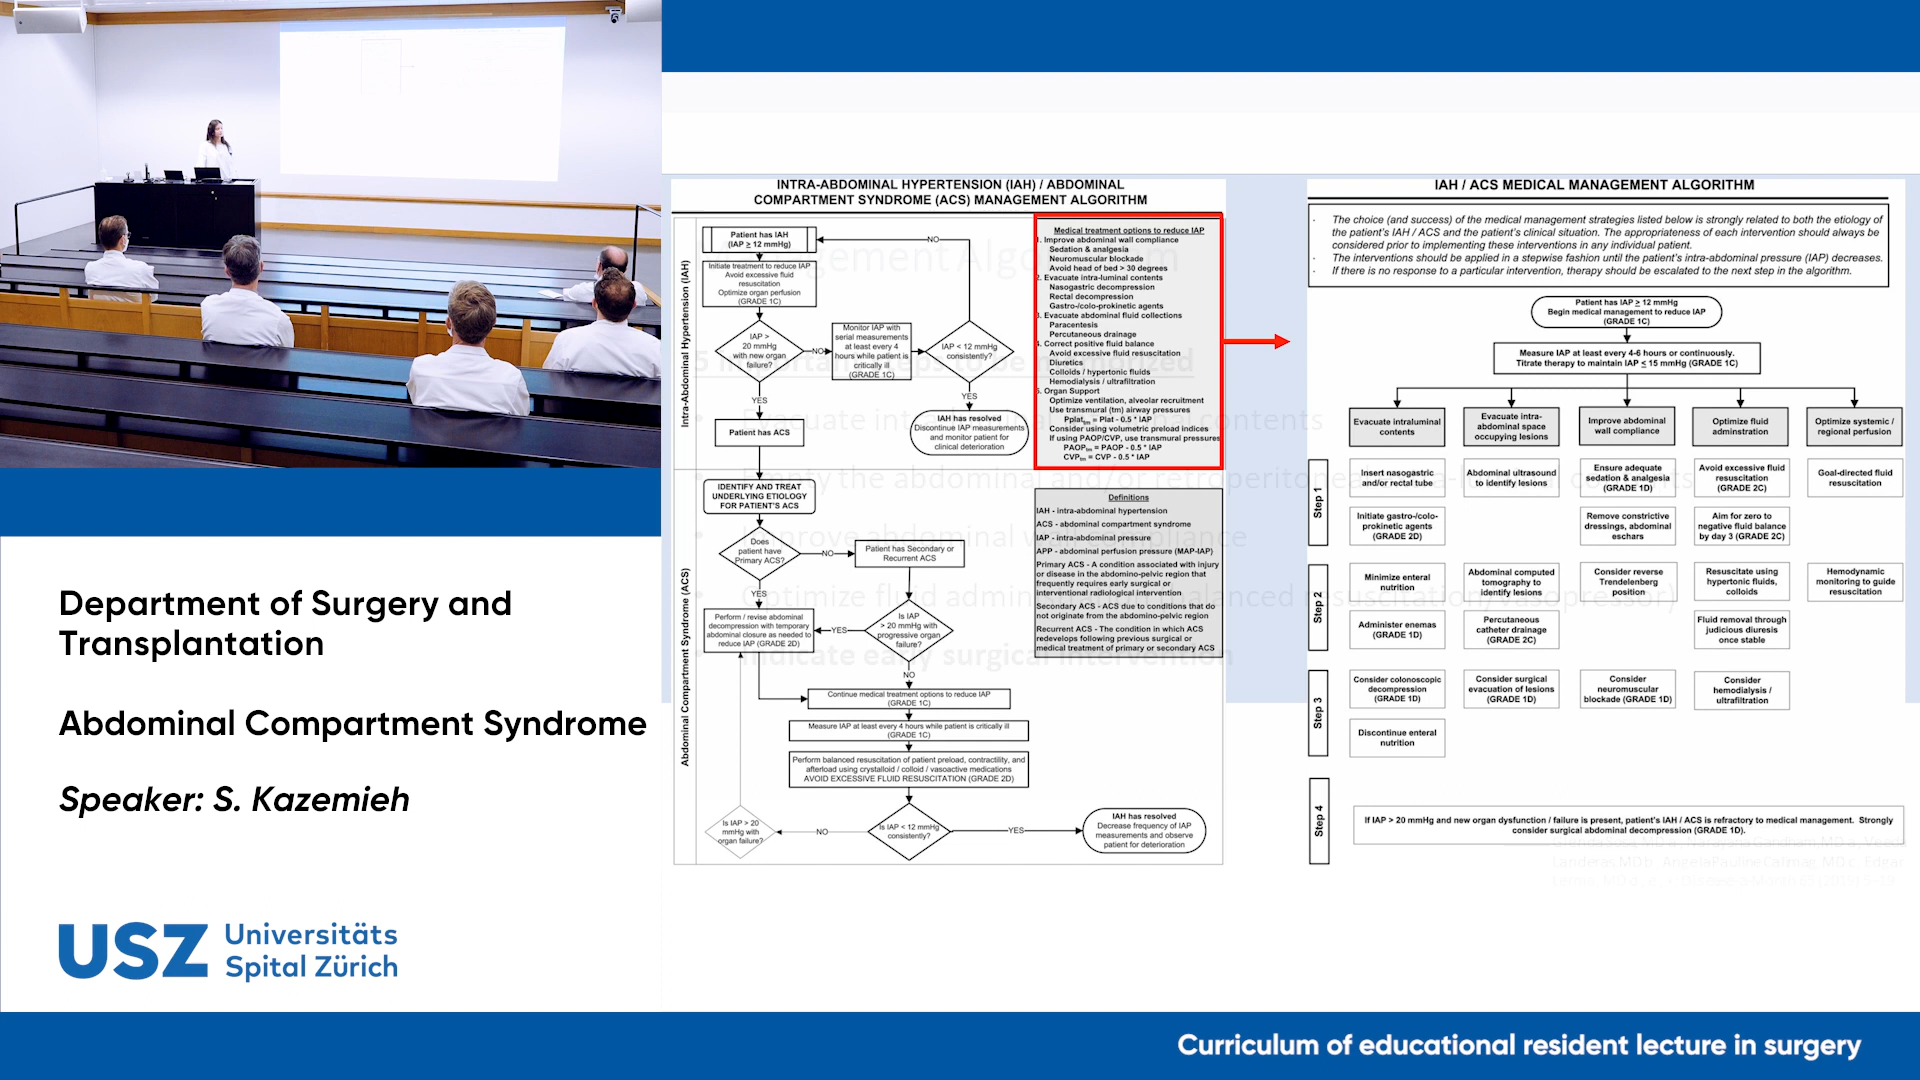 Department of Surgery and
Transplantation
Abdominal Compartment Syndrome
Speaker: S. Kazemieh
USZ Universitäts
Spital Zürich
INTRA-ABDOMINAL HYPERTENSION (IAH) / ABDOMINAL
COMPARTMENT SYNDROME (ACS) MANAGEMENT ALGORITHM
Intra-Abdominal Hypertension (IAH)
Patient has IAH
(IAP ≥ 12 mmHg)
NO
Initiate treatment to reduce IAP
Avoid excessive fluid
resuscitation
Optimize organ perfusion
(GRADE 1C)
IAP >
20 mmHg
with new organ
failure?
NO
Monitor IAP with
serial measurements
at least every 4
hours while patient is
critically ill
(GRADE 1C)
IAP < 12 mmHg
consistently?
YES
YES
Patient has ACS
IAH has resolved
Discontinue IAP measurements
and monitor patient for
clinical deterioration
Medical treatment options to reduce IAP
1. Improve abdominal wall compliance
Sedation & analgesia
Neuromuscular blockade
Avoid head of bed > 30 degrees
2. Evacuate intra-luminal contents
Nasogastric decompression
Rectal decompression
Gastro-/colo-prokinetic agents
3. Evacuate abdominal fluid collections
Paracentesis
Percutaneous drainage
4. Correct positive fluid balance
Avoid excessive fluid resuscitation
Diuretics
Colloids / hypertonic fluids
Hemodialysis / ultrafiltration
5. Organ Support
Optimize ventilation, alveolar recruitment
Use transmural (tm) airway pressures
Pplat tm = Plat - 0.5 * IAP
Consider using volumetric preload indices
If using PAOP/CVP, use transmural pressures
PAOP tm = PAOP - 0.5 * IAP
CVP tm = CVP - 0.5 * IAP
Abdominal Compartment Syndrome (ACS)
IDENTIFY AND TREAT
UNDERLYING ETIOLOGY
FOR PATIENT'S ACS
Does
patient have
Primary ACS?
NO
Patient has Secondary or
Recurrent ACS
YES
Perform / revise abdominal
decompression with temporary
abdominal closure as needed to
reduce IAP (GRADE 2D)
YES
Is IAP
> 20 mmHg with
progressive organ
failure?
NO
Continue medical treatment options to reduce IAP
(GRADE 1C)
Measure IAP at least every 4 hours while patient is critically ill
(GRADE 1C)
Perform balanced resuscitation of patient preload, contractility, and
afterload using crystalloid / colloid / vasoactive medications
AVOID EXCESSIVE FLUID RESUSCITATION (GRADE 2D)
Is IAP > 20
mmHg with
organ failure?
NO
Is IAP < 12 mmHg
consistently?
YES
IAH has resolved
Decrease frequency of IAP
measurements and observe
patient for deterioration
Definitions
IAH - intra-abdominal hypertension
ACS - abdominal compartment syndrome
IAP - intra-abdominal pressure
APP - abdominal perfusion pressure (MAP-IAP)
Primary ACS - A condition associated with injury
or disease in the abdomino-pelvic region that
frequently requires early surgical or
interventional radiological intervention
Secondary ACS - ACS due to conditions that do
not originate from the abdomino-pelvic region
Recurrent ACS - The condition in which ACS
redevelops following previous surgical or
medical treatment of primary or secondary ACS
IAH / ACS MEDICAL MANAGEMENT ALGORITHM
· The choice (and success) of the medical management strategies listed below is strongly related to both the etiology of
the patient's IAH / ACS and the patient's clinical situation. The appropriateness of each intervention should always be
considered prior to implementing these interventions in any individual patient.
· The interventions should be applied in a stepwise fashion until the patient's intra-abdominal pressure (IAP) decreases.
· If there is no response to a particular intervention, therapy should be escalated to the next step in the algorithm.
Patient has IAP ≥ 12 mmHg
Begin medical management to reduce IAP
(GRADE 1C)
Measure IAP at least every 4-6 hours or continuously.
Titrate therapy to maintain IAP ≤ 15 mmHg (GRADE 1C)
Evacuate intraluminal
contents
Evacuate intra-
abdominal space
occupying lesions
Improve abdominal
wall compliance
Optimize fluid
adminstration
Optimize systemic /
regional perfusion
Step 1
Insert nasogastric
and/or rectal tube
Abdominal ultrasound
to identify lesions
Ensure adequate
sedation & analgesia
(GRADE 1D)
Avoid excessive fluid
resuscitation
(GRADE 2C)
Goal-directed fluid
resuscitation
Initiate gastro-/colo-
prokinetic agents
(GRADE 2D)
Remove constrictive
dressings, abdominal
eschars
Aim for zero to
negative fluid balance
by day 3 (GRADE 2C)
Step 2
Minimize enteral
nutrition
Abdominal computed
tomography to
identify lesions
Consider reverse
Trendelenberg
position
Resuscitate using
hypertonic fluids,
colloids
Hemodynamic
monitoring to guide
resuscitation
Administer enemas
(GRADE 1D)
Percutaneous
catheter drainage
(GRADE 2C)
Fluid removal through
judicious diuresis
once stable
Step 3
Consider colonoscopic
decompression
(GRADE 1D)
Consider surgical
evacuation of lesions
(GRADE 1D)
Consider
neuromuscular
blockade (GRADE 1D)
Consider
hemodialysis /
ultrafiltration
Discontinue enteral
nutrition
Step 4
If IAP > 20 mmHg and new organ dysfunction / failure is present, patient's IAH / ACS is refractory to medical management. Strongly
consider surgical abdominal decompression (GRADE 1D).
Curriculum of educational resident lecture in surgery